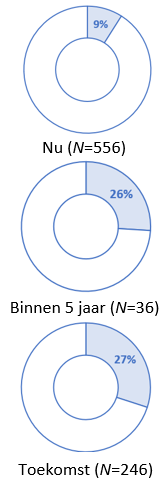 9%
Nu (N=556)
26%
Binnen 5 jaar (N=36)
27%
Toekomst (N=246)